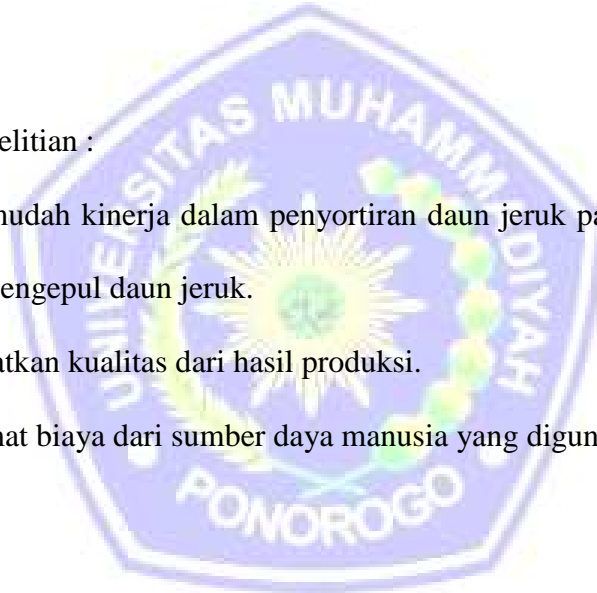 UNIVERSITAS MUHAMMADIYAH
PONOROGO
elitian :
mudah kinerja dalam penyortiran daun jeruk pa
engepul daun jeruk.
atkan kualitas dari hasil produksi.
nat biaya dari sumber daya manusia yang digun